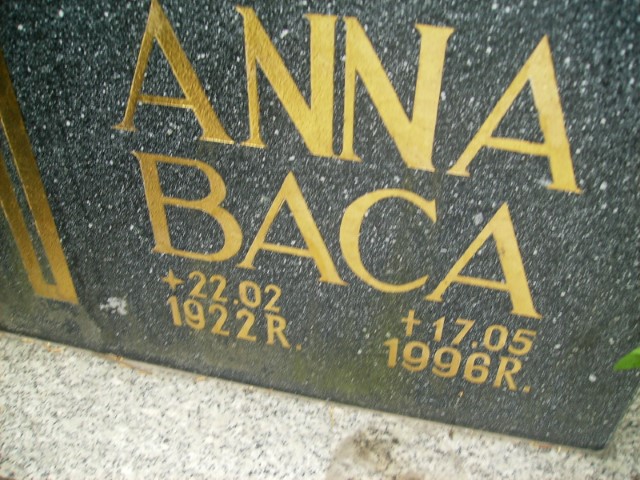 ANNA
BACA
+22.02 +17.05
1922R. 1996R.